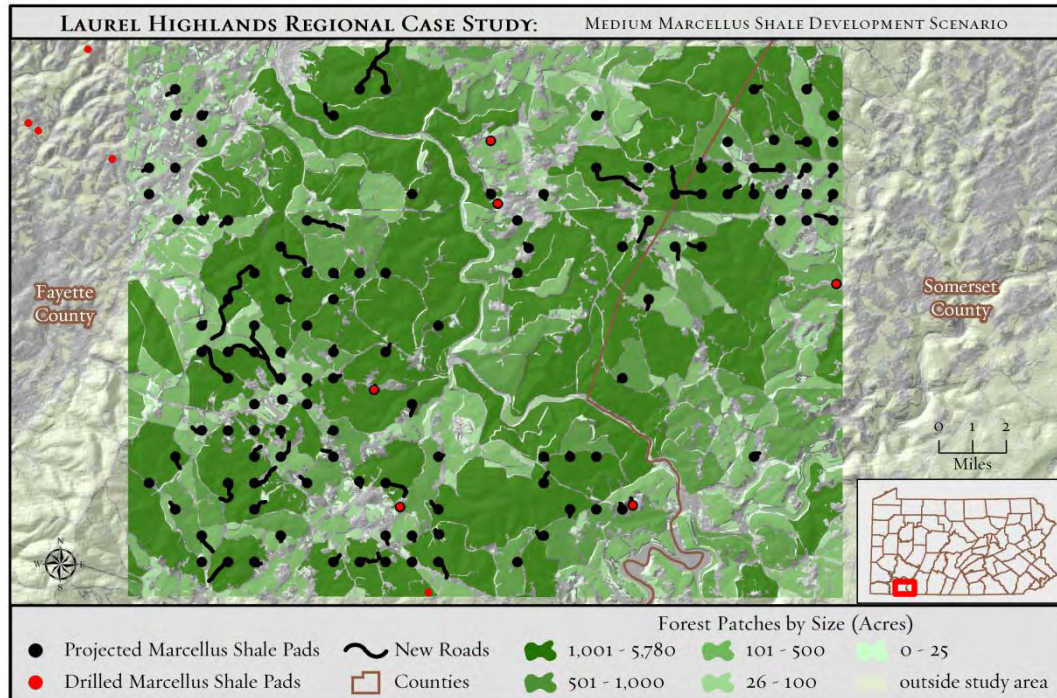 LAUREL HIGHLANDS REGIONAL CASE STUDY: MEDIUM MARCELLUS SHALE DEVELOPMENT SCENARIO
Fayette
County
Somerset
County
0 1 2
Miles
N
W E
S
Forest Patches by Size (Acres)
Projected Marcellus Shale Pads New Roads 1,001 - 5,780 101 - 500 0 - 25
Drilled Marcellus Shale Pads Counties 501 - 1,000 26 - 100 outside study area